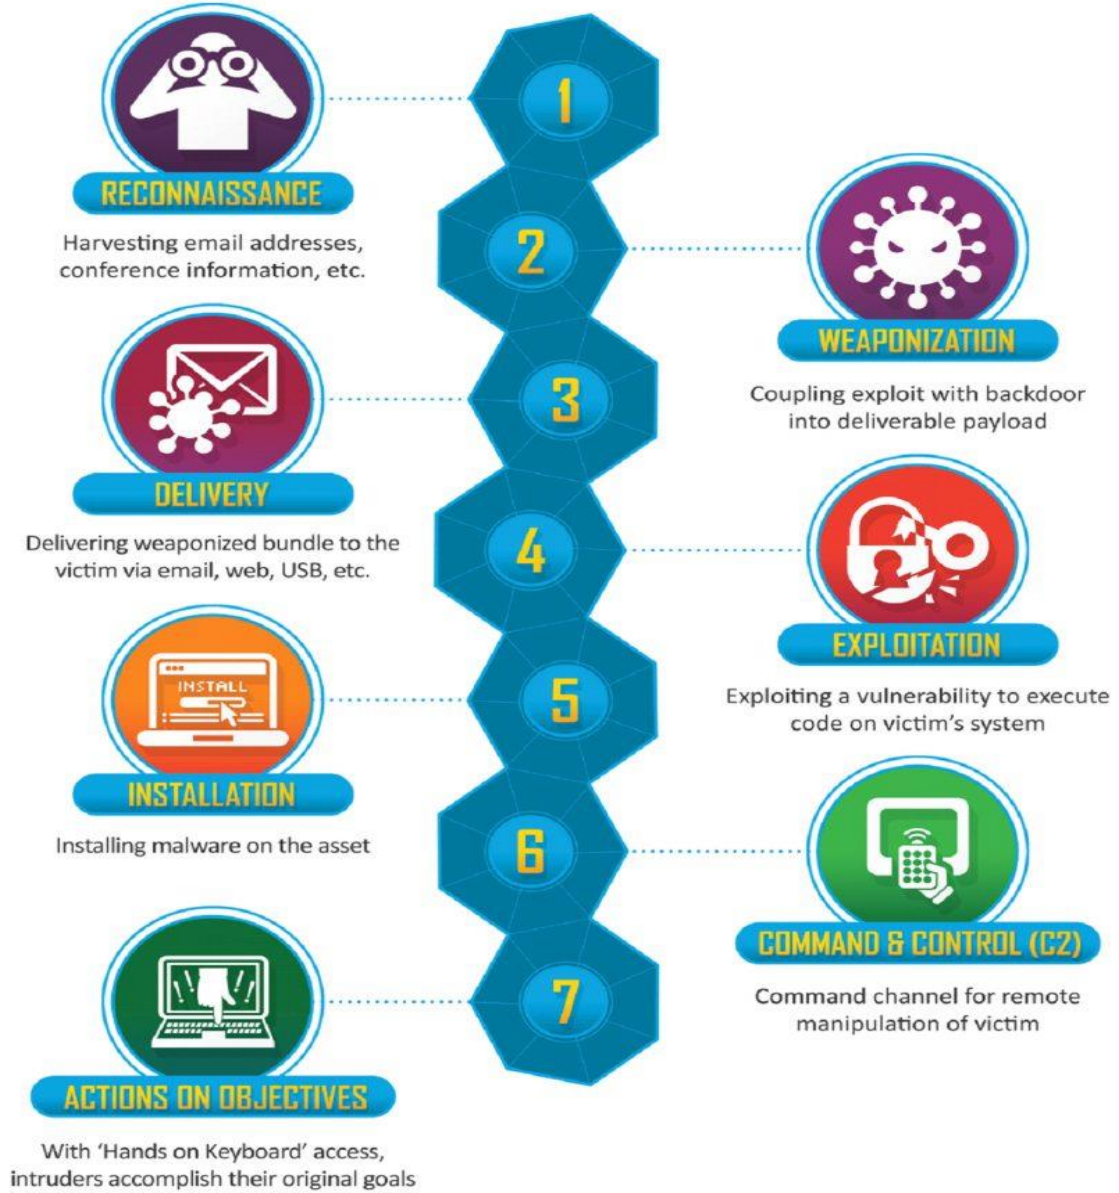 1
RECONNAISSANCE
Harvesting email addresses,
conference information, etc.
2
WEAPONIZATION
Coupling exploit with backdoor
into deliverable payload
3
DELIVERY
Delivering weaponized bundle to the
victim via email, web, USB, etc.
4
EXPLOITATION
Exploiting a vulnerability to execute
code on victim's system
5
INSTALL
INSTALLATION
Installing malware on the asset
6
COMMAND & CONTROL (C2)
Command channel for remote
manipulation of victim
7
ACTIONS ON OBJECTIVES
With 'Hands on Keyboard' access,
intruders accomplish their original goals